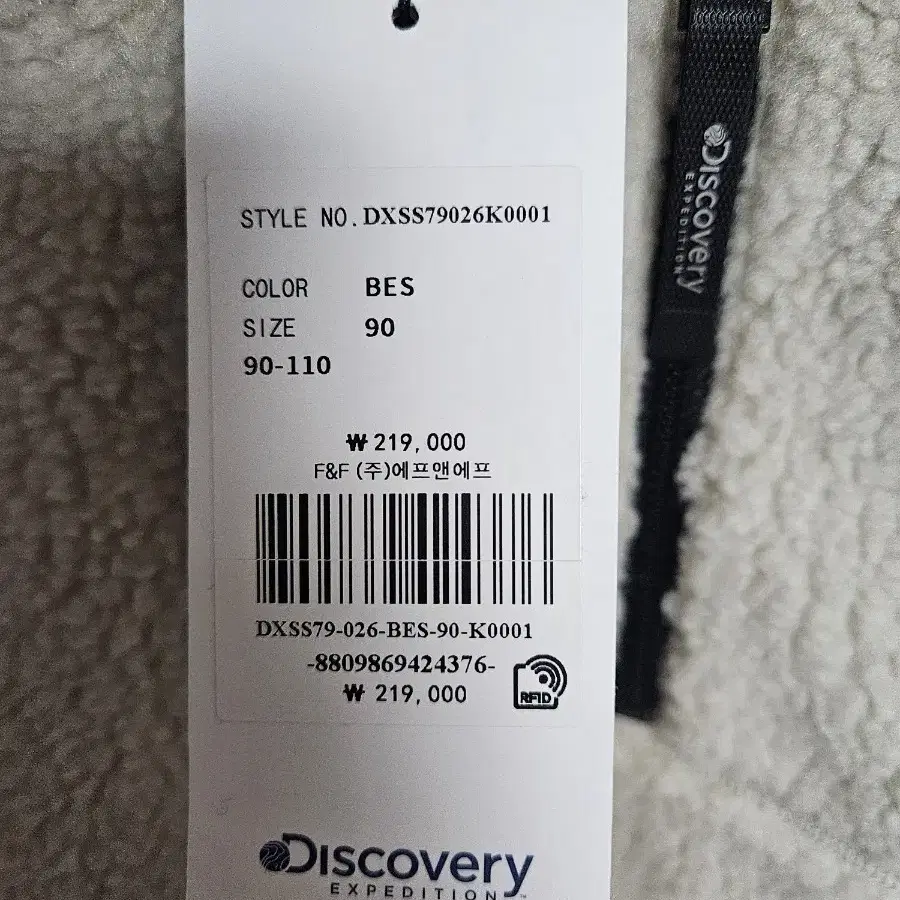 STYLE NO. DXSS79026K0001
COLOR BES
SIZE 90
90-110
₩ 219,000
F&F (주)에프앤에프
DXSS79-026-BES-90-K0001
-8809869424376-
₩ 219,000
RFID
DISCOVERY
EXPEDITION™
DISCOVERY
EXPEDITION